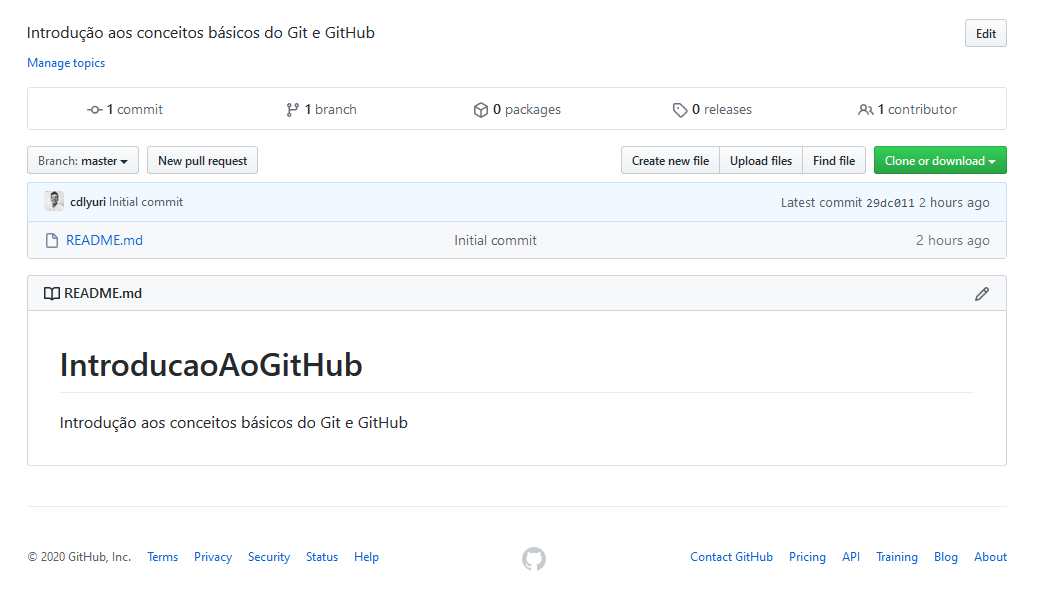 Introdução aos conceitos básicos do Git e GitHub Edit
Manage topics
1 commit 1 branch 0 packages 0 releases 1 contributor
Branch: master New pull request Create new file Upload files Find file Clone or download
cdlyuri Initial commit Latest commit 29dc011 2 hours ago
README.md Initial commit 2 hours ago
README.md
IntroducaoAoGitHub
Introdução aos conceitos básicos do Git e GitHub
© 2020 GitHub, Inc. Terms Privacy Security Status Help Contact GitHub Pricing API Training Blog About